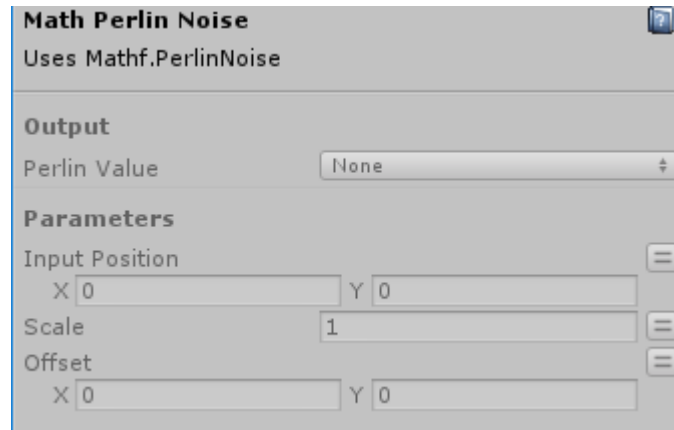 Math Perlin Noise
Uses Mathf.PerlinNoise
Output
Perlin Value None
Parameters
Input Position
X 0 Y 0
Scale 1
Offset
X 0 Y 0